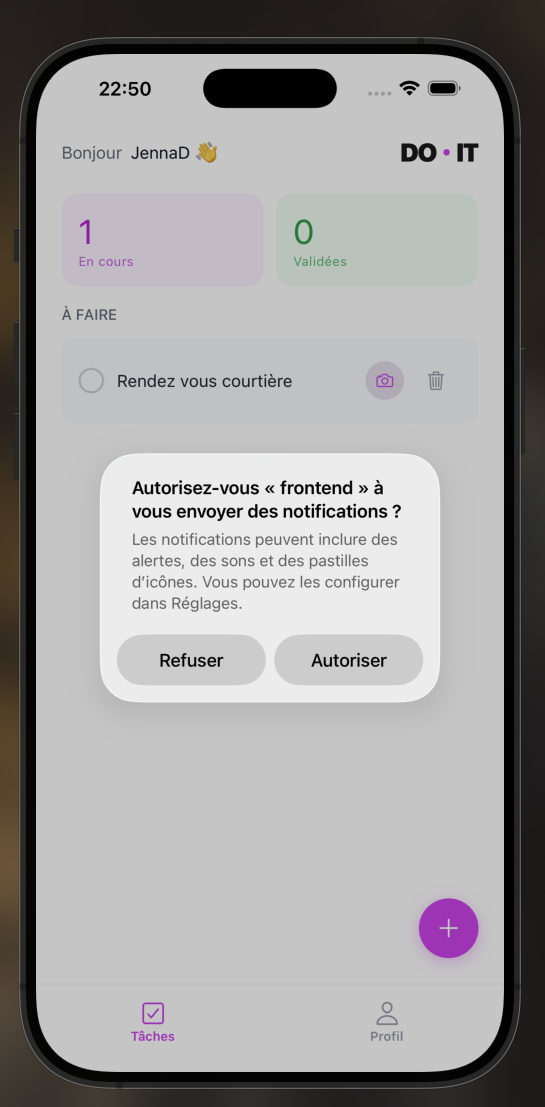 22:50
Bonjour JennaD 👋
DO • IT
1
En cours
0
Validées
À FAIRE
Rendez vous courtière
Autorisez-vous « frontend » à
vous envoyer des notifications ?
Les notifications peuvent inclure des
alertes, des sons et des pastilles
d’icônes. Vous pouvez les configurer
dans Réglages.
Refuser
Autoriser
Tâches
Profil